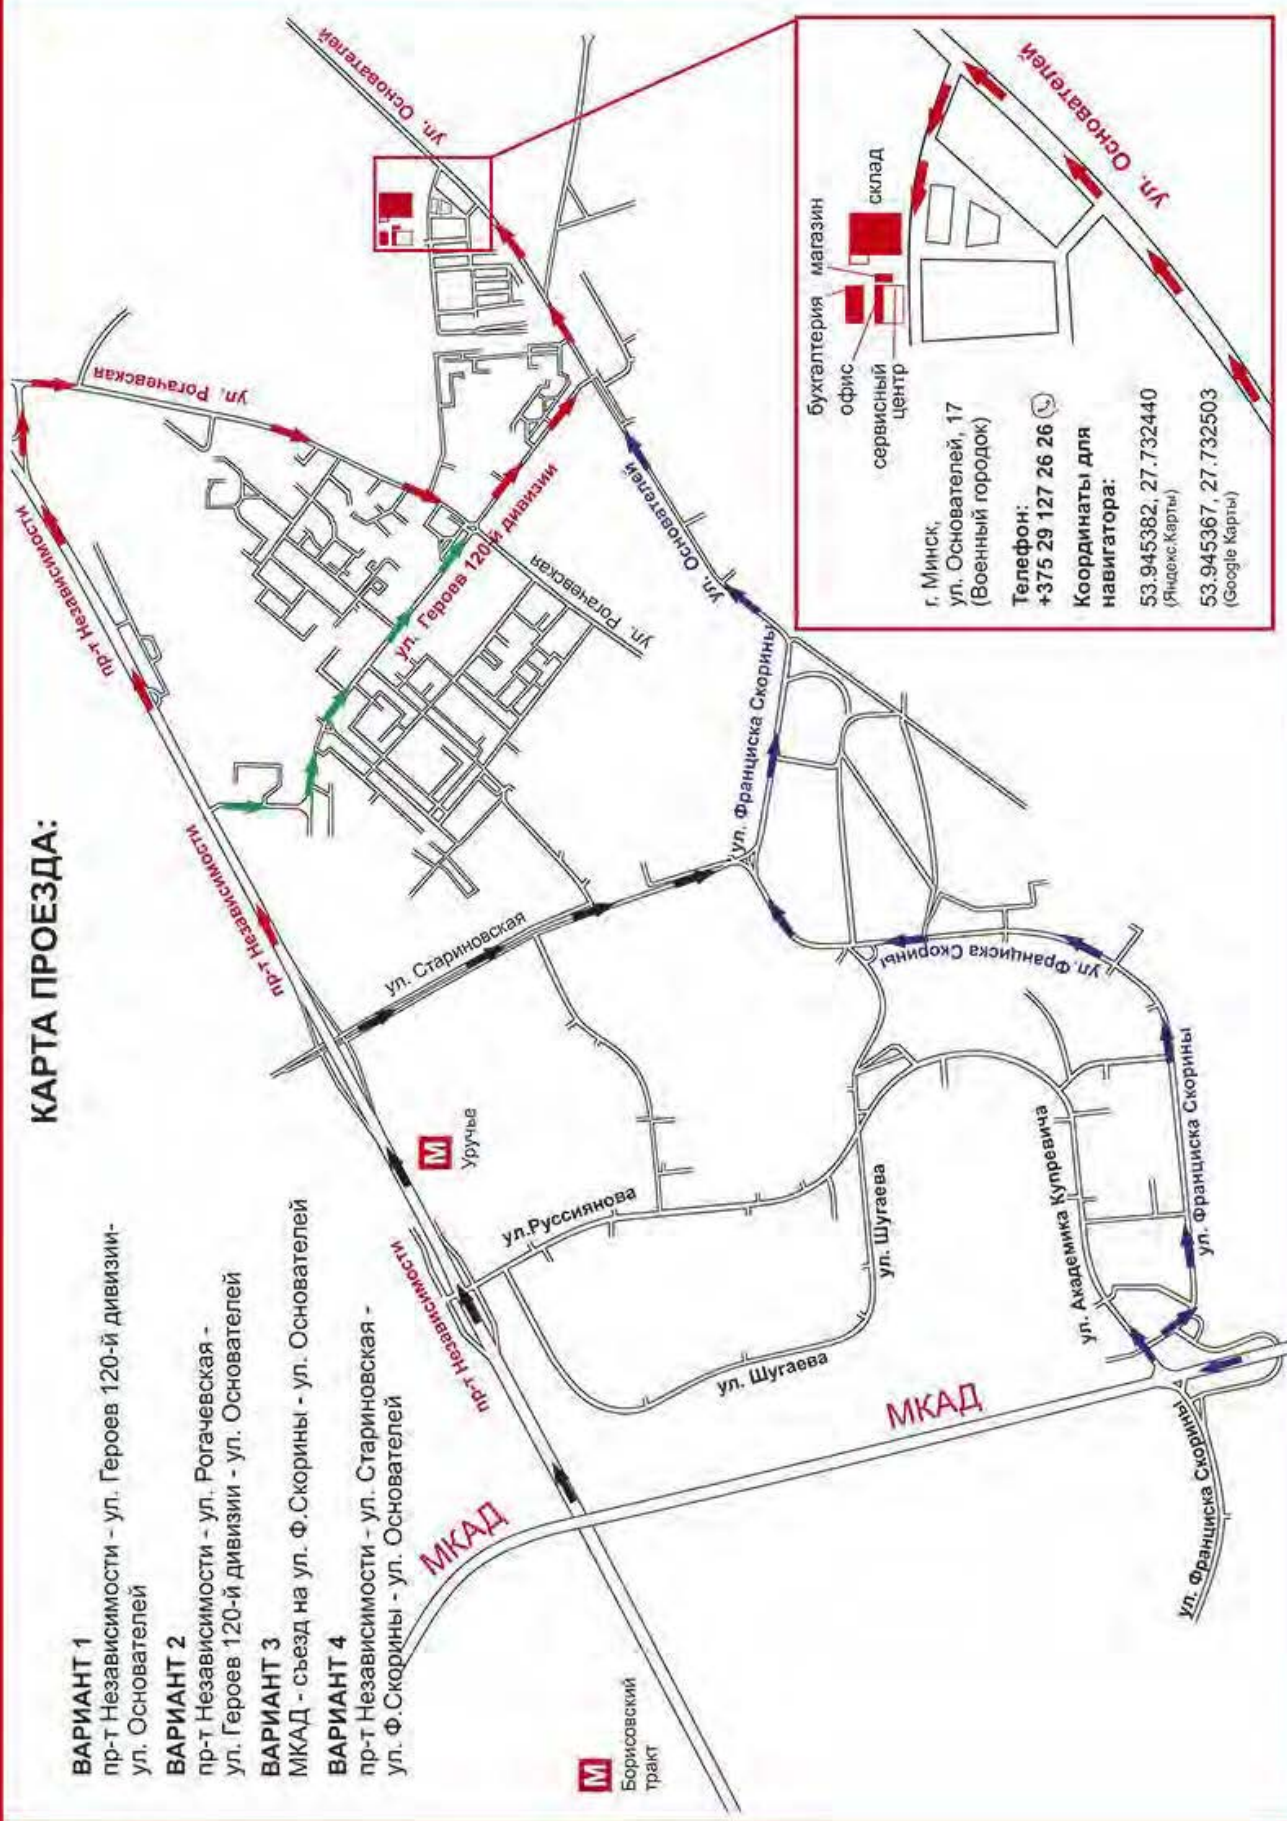 КАРТА ПРОЕЗДА:
ВАРИАНТ 1
пр-т Независимости - ул. Героев 120-й дивизии-
ул. Основателей
ВАРИАНТ 2
пр-т Независимости - ул. Рогачевская -
ул. Героев 120-й дивизии - ул. Основателей
ВАРИАНТ 3
МКАД - съезд на ул. Ф.Скорины - ул. Основателей
ВАРИАНТ 4
пр-т Независимости - ул. Стариновская -
ул. Ф.Скорины - ул. Основателей
М
Борисовский
тракт
МКАД
МКАД
пр-т Независимости
М
Уручье
пр-т Независимости
пр-т Независимости
пр-т Независимости
пр-т Независимости
ул. Рогачевская
ул. Рогачевская
ул. Героев 120-й дивизии
ул. Стариновская
ул.Руссиянова
ул. Шугаева
ул. Шугаева
ул. Академика Купревича
ул. Франциска Скорины
ул. Франциска Скорины
ул.Франциска Скорины
ул. Франциска Скорины
ул. Основателей
ул. Основателей
бухгалтерия
магазин
офис
склад
сервисный
центр
ул. Основателей
г. Минск,
ул. Основателей, 17
(Военный городок)
Телефон:
+375 29 127 26 26
Координаты для
навигатора:
53.945382, 27.732440
(Яндекс.Карты)
53.945367, 27.732503
(Google Карты)